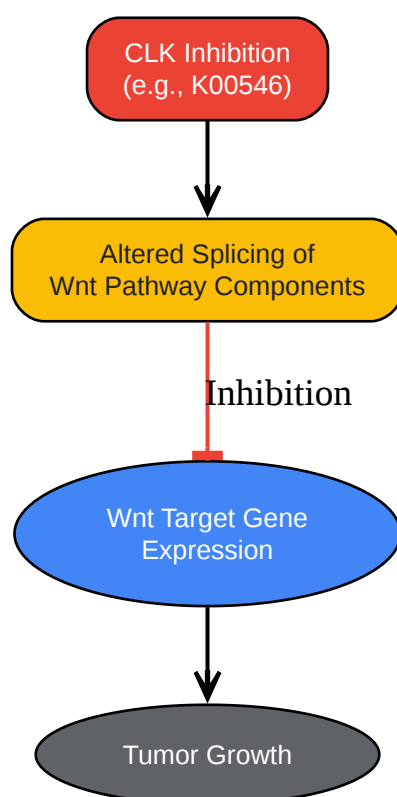 CLK Inhibition
(e.g., K00546)
Altered Splicing of
Wnt Pathway Components
Inhibition
Wnt Target Gene
Expression
Tumor Growth